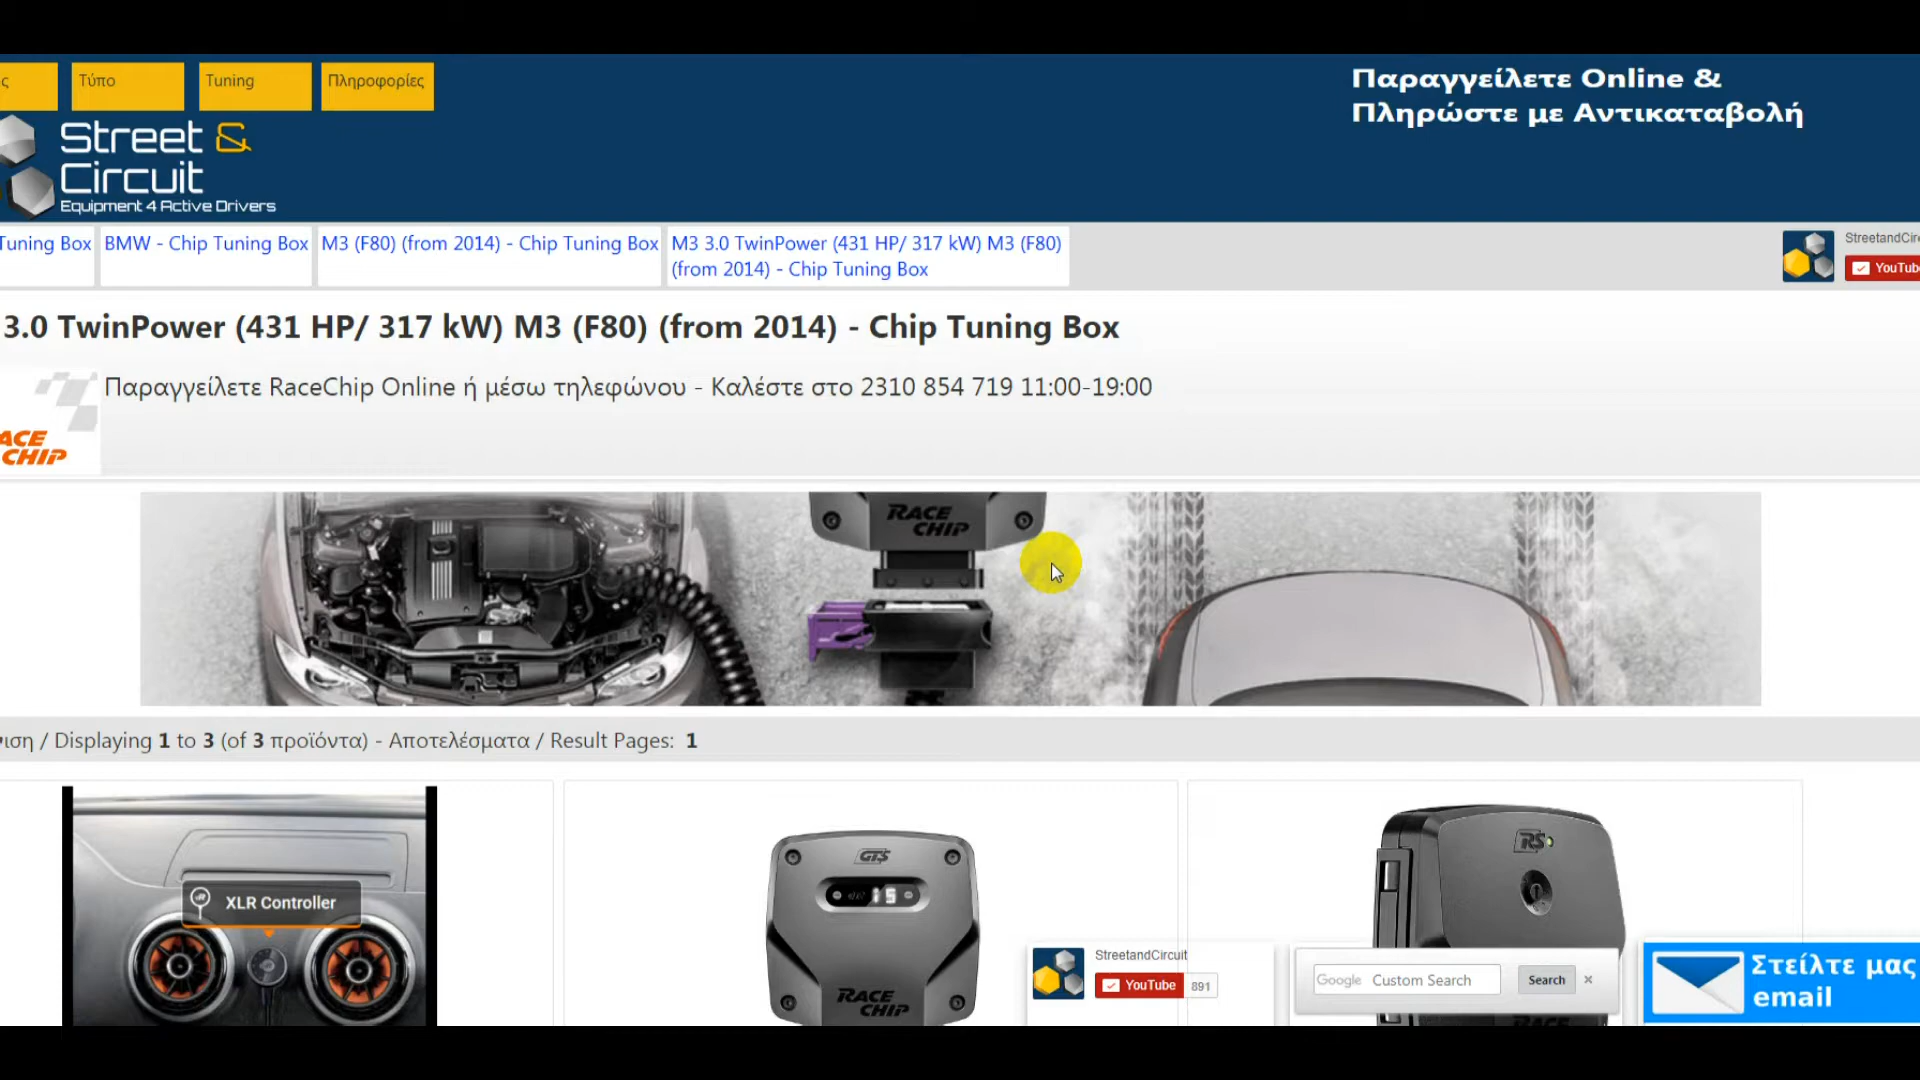 ς
Τύπο
Tuning
Πληροφορίες
Παραγγείλετε Online &
Πληρώστε με Αντικαταβολή
Street &
Circuit
Equipment 4 Active Drivers
Tuning Box
BMW - Chip Tuning Box
M3 (F80) (from 2014) - Chip Tuning Box
M3 3.0 TwinPower (431 HP/ 317 kW) M3 (F80)
(from 2014) - Chip Tuning Box
StreetandCirc
YouTube
3.0 TwinPower (431 HP/ 317 kW) M3 (F80) (from 2014) - Chip Tuning Box
Παραγγείλετε RaceChip Online ή μέσω τηλεφώνου - Καλέστε στο 2310 854 719 11:00-19:00
ACE
CHIP
RACE
CHIP
ιση / Displaying 1 to 3 (of 3 προϊόντα) - Αποτελέσματα / Result Pages: 1
XLR Controller
GTS
15
RACE
CHIP
RS
RACE
StreetandCircuit
YouTube 891
Google Custom Search
Search
Στείλτε μας
email